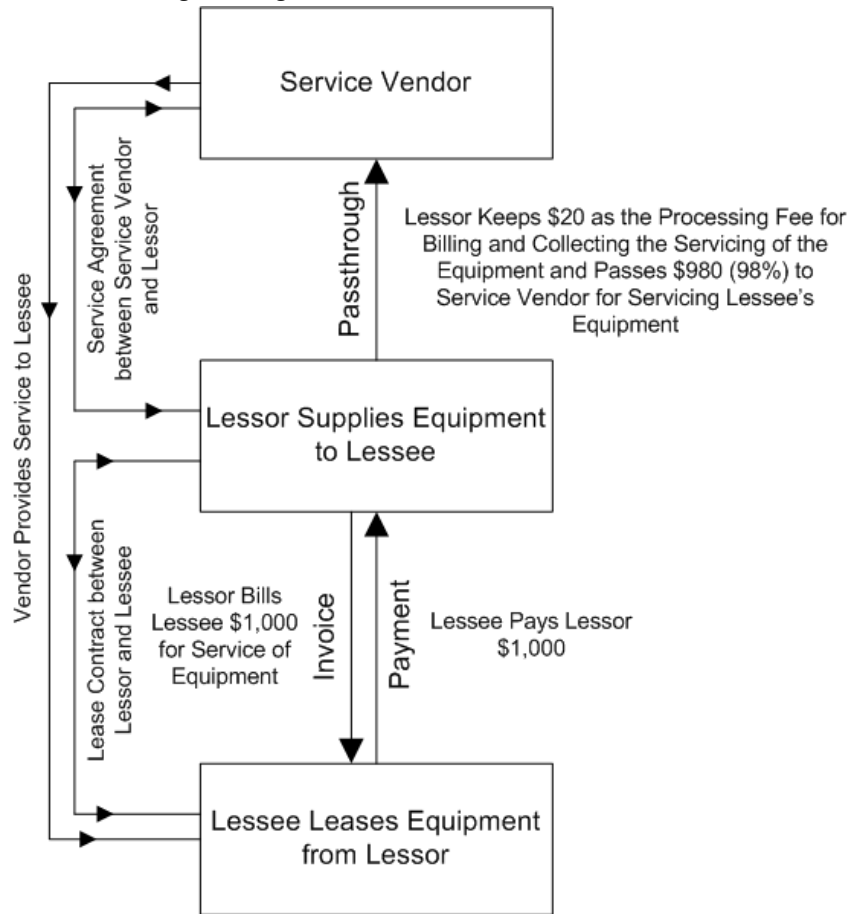 Service Vendor
Service Agreement
between Service Vendor
and Lessor
Vendor Provides Service to Lessee
Passthrough
Lessor Keeps $20 as the Processing Fee for
Billing and Collecting the Servicing of the
Equipment and Passes $980 (98%) to
Service Vendor for Servicing Lessee's
Equipment
Lessor Supplies Equipment
to Lessee
Lease Contract between
Lessor and Lessee
Lessor Bills
Lessee $1,000
for Service of
Equipment
Invoice
Payment
Lessee Pays Lessor
$1,000
Lessee Leases Equipment
from Lessor